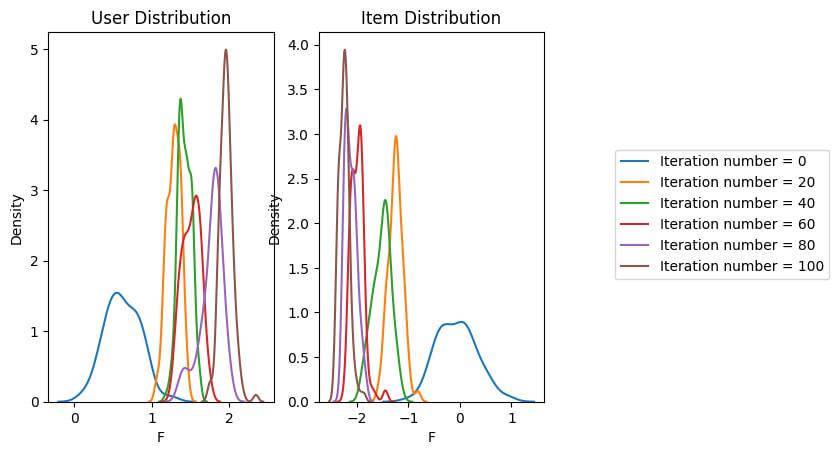 User Distribution
Density
5
4
3
2
1
0
0
1
2
F
Item Distribution
Density
4.0
3.5
3.0
2.5
2.0
1.5
1.0
0.5
0.0
−2
−1
0
1
F
Iteration number = 0
Iteration number = 20
Iteration number = 40
Iteration number = 60
Iteration number = 80
Iteration number = 100